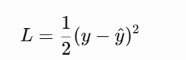 L = \frac{1}{2}(y - \hat{y})^2